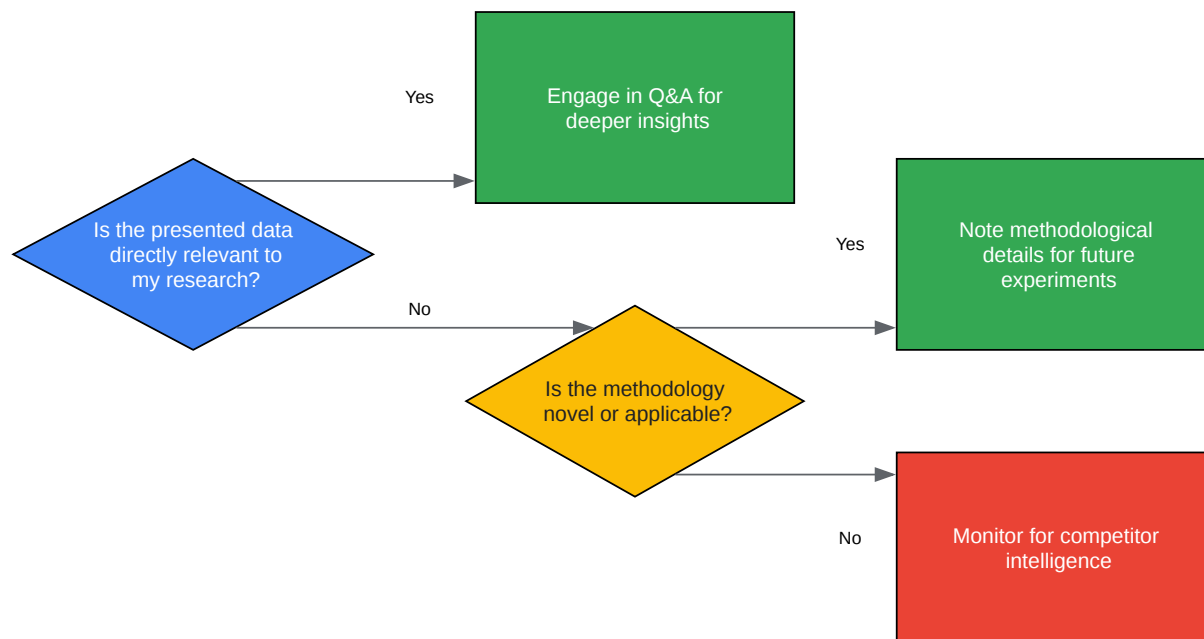 Yes
Engage in Q&A for
deeper insights
Is the presented data
directly relevant to
my research?
Yes
Note methodological
details for future
experiments
No
Is the methodology
novel or applicable?
No
Monitor for competitor
intelligence